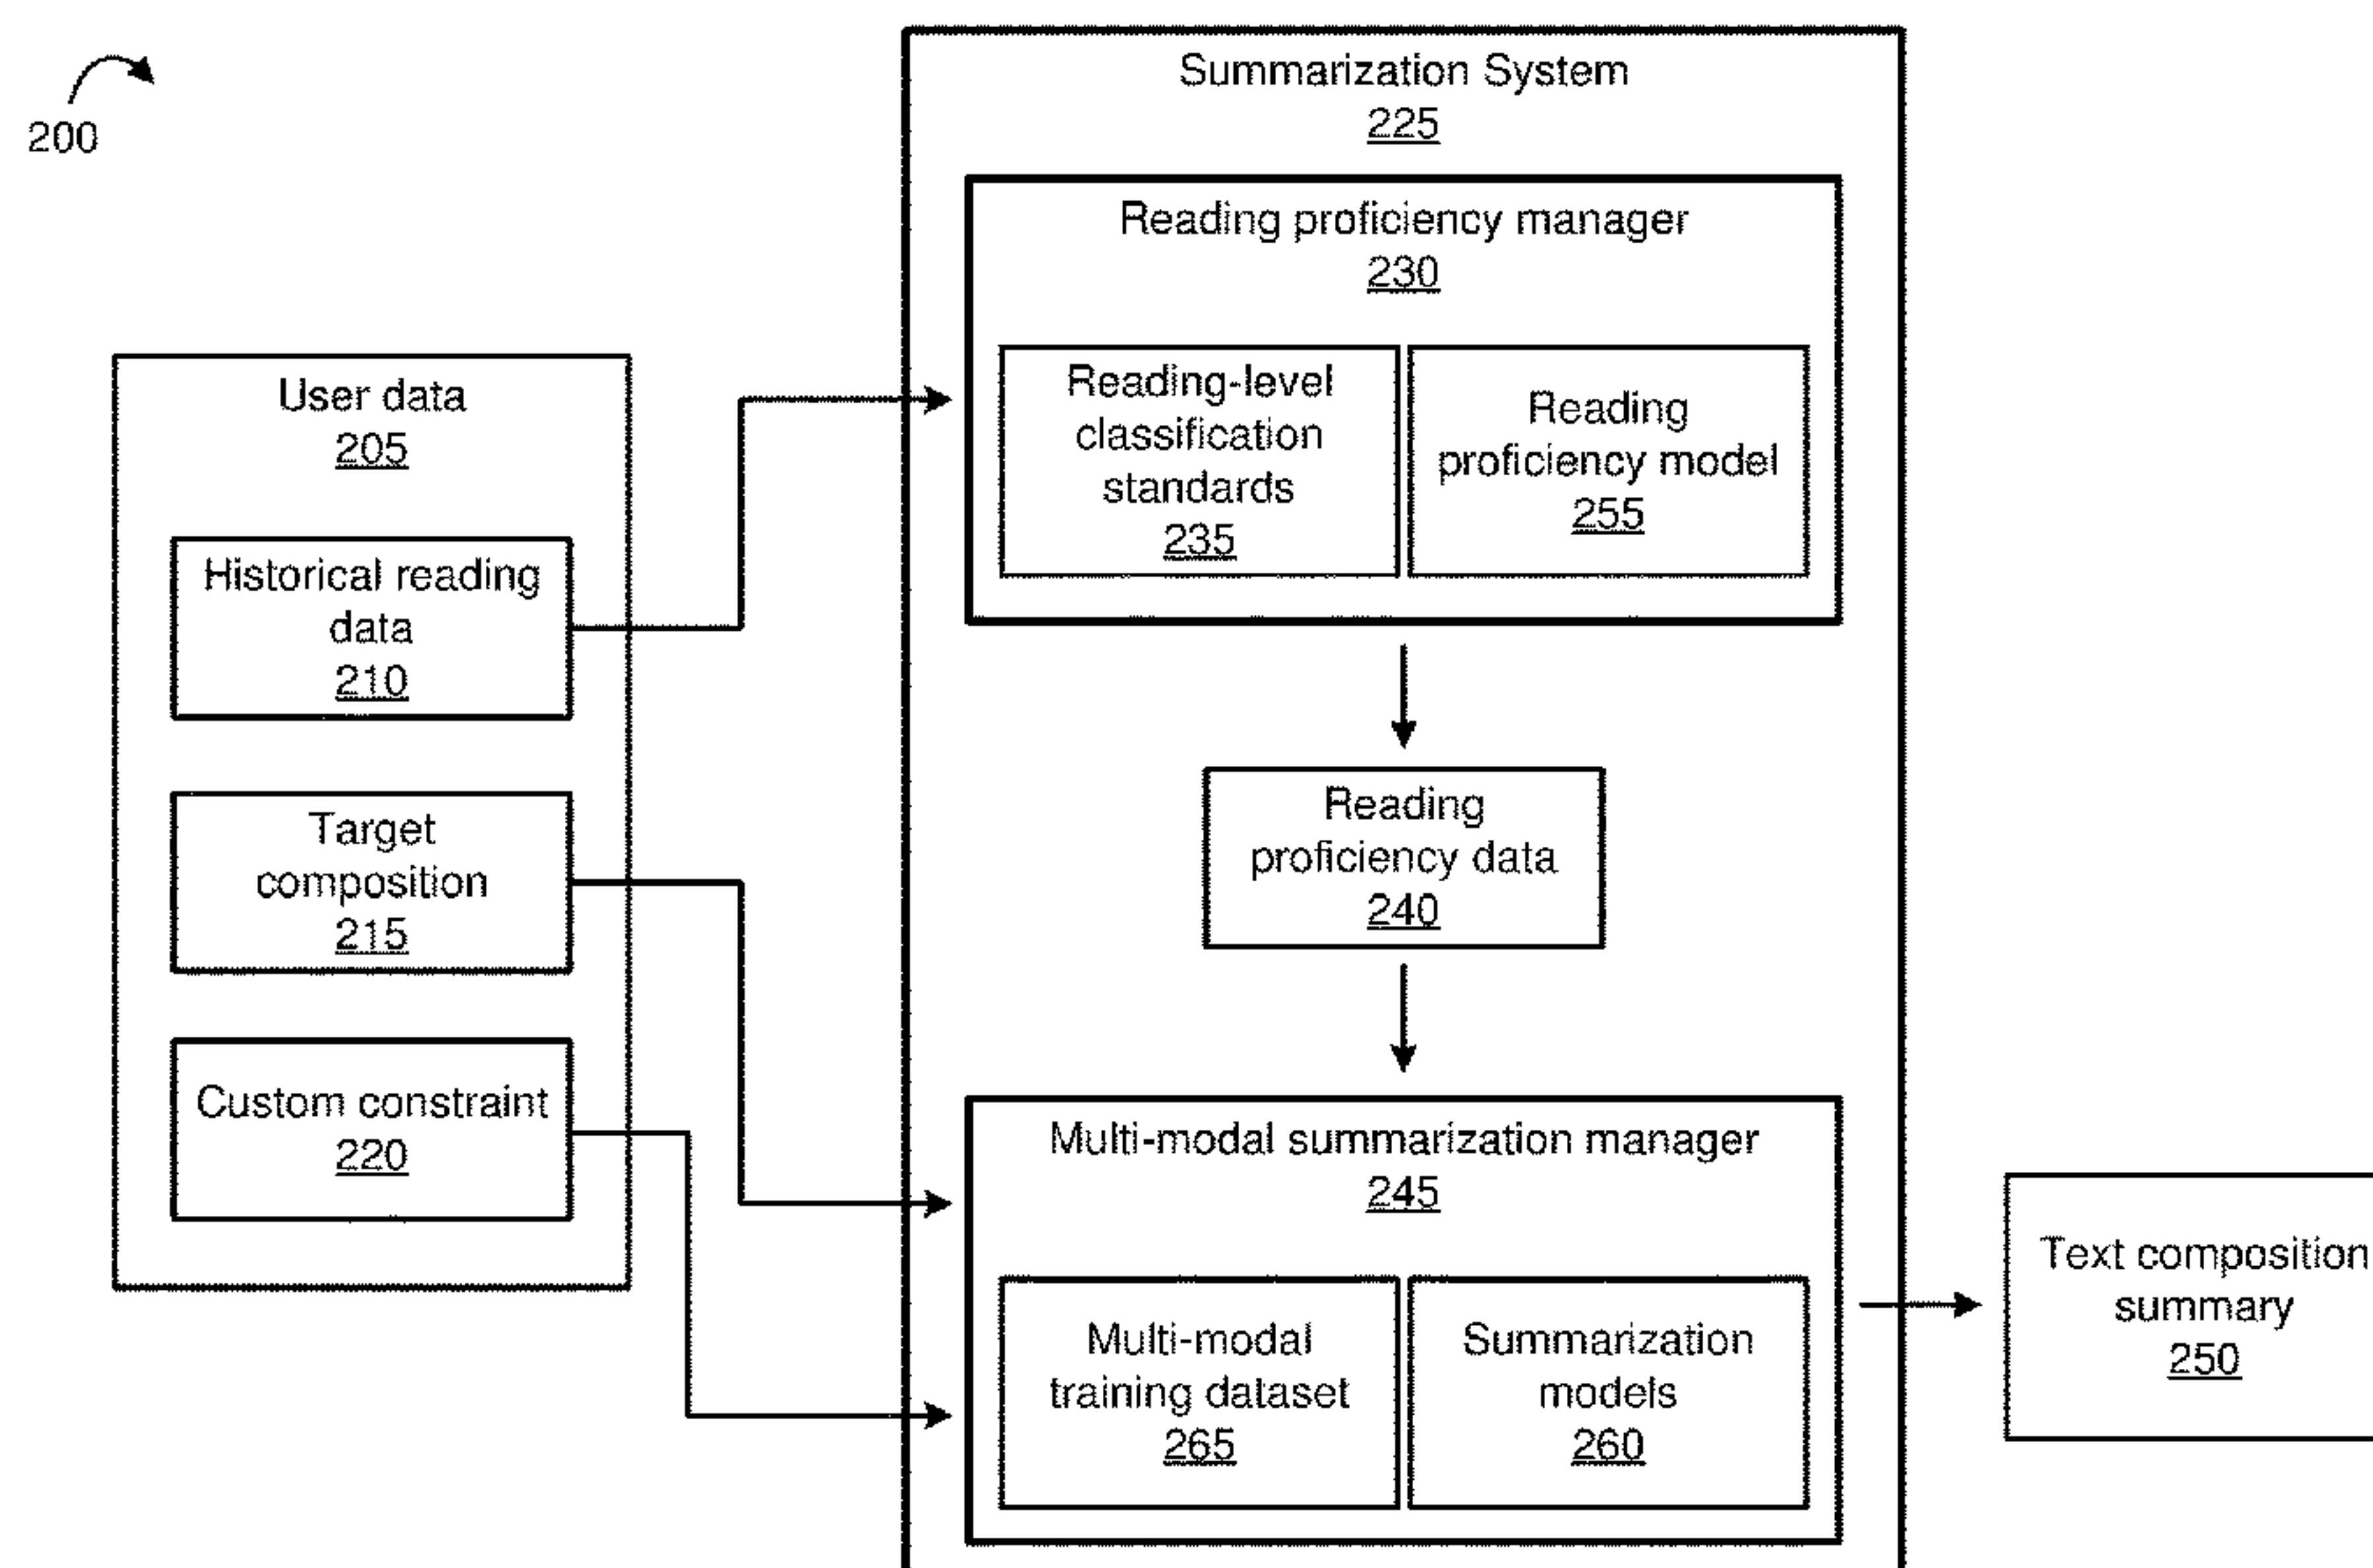 200
User data
205
Historical reading
data
210
Target
composition
215
Custom constraint
220
Summarization System
225
Reading proficiency manager
230
Reading-level
classification
standards
235
Reading
proficiency model
255
Reading
proficiency data
240
Multi-modal summarization manager
245
Multi-modal
training dataset
265
Summarization
models
260
Text composition
summary
250